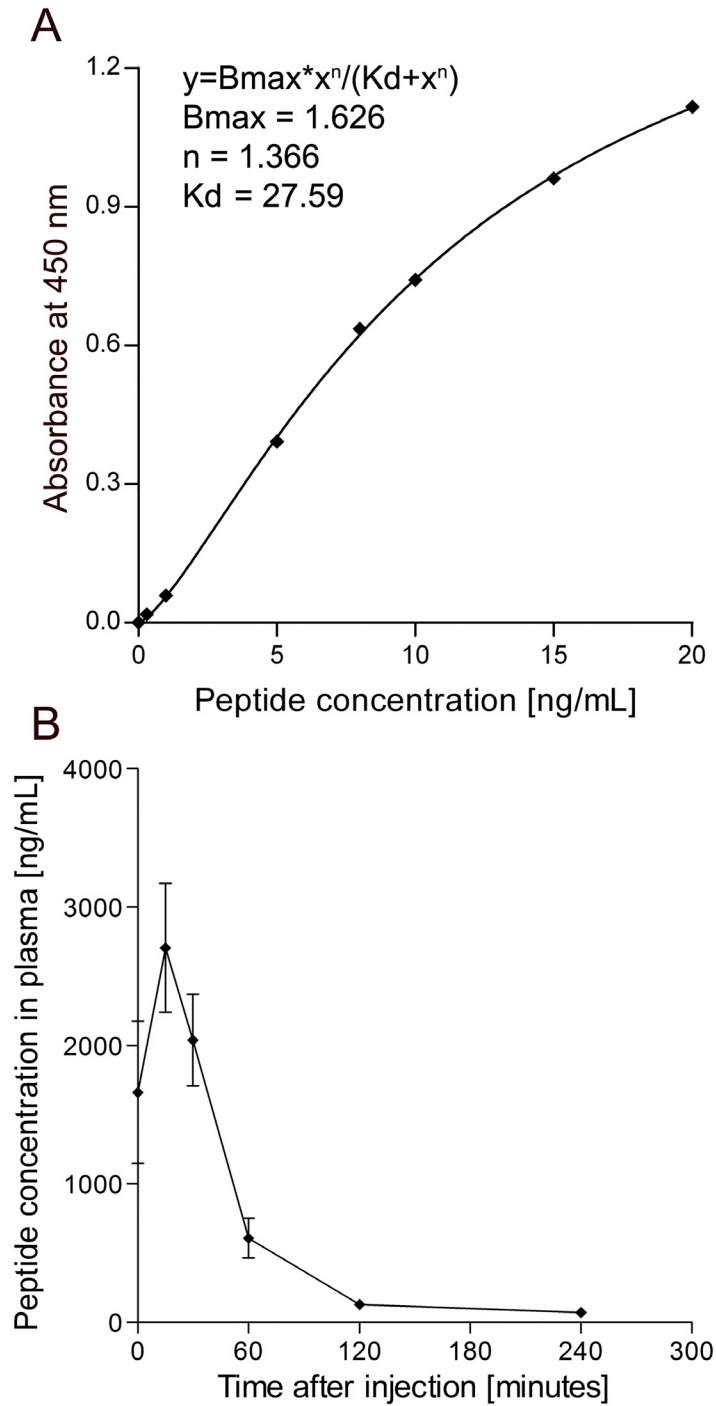 A
y=Bmax*xⁿ/(Kd+xⁿ)
Bmax = 1.626
n = 1.366
Kd = 27.59
1.2
0.9
0.6
0.3
0.0
Absorbance at 450 nm
0 5 10 15 20
Peptide concentration [ng/mL]
B
4000
3000
2000
1000
0
Peptide concentration in plasma [ng/mL]
0 60 120 180 240 300
Time after injection [minutes]